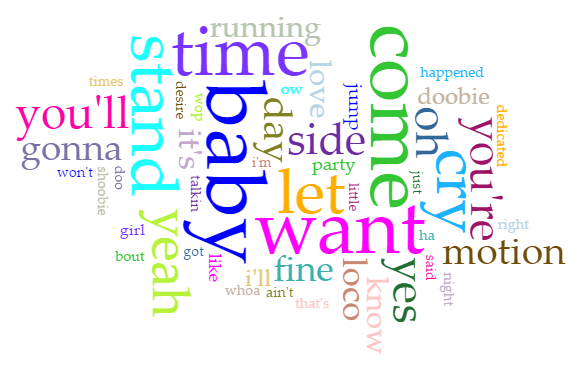 running
time
come
happened
times
stand
desire
wop
love
ow
jump
doobie
you'll
baby
day
oh
dedicated
gonna
it's
side
cry
you're
won't
shoobie
doo
talkin
i'm
party
let
little
just
right
girl
yeah
want
ha
motion
bout
got
like
i'll
fine
loco
know
yes
said
night
whoa
ain't
that's